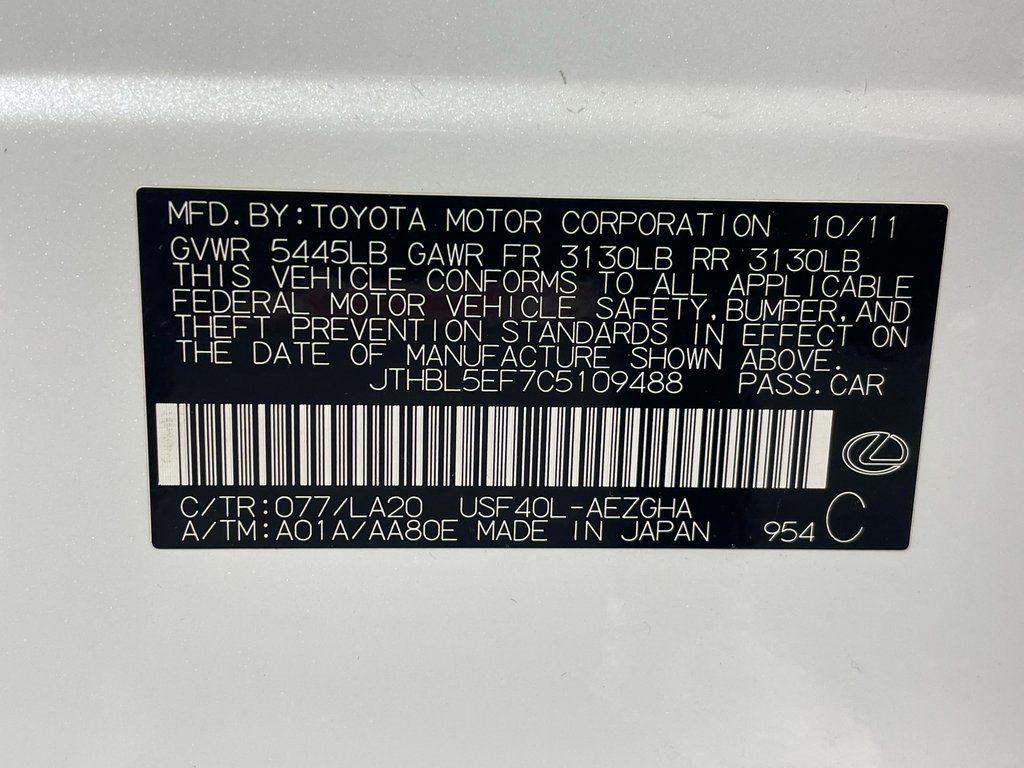 MFD.BY:TOYOTA MOTOR CORPORATION 10/11
GVWR 5445LB GAWR FR 3130LB RR 3130LB
THIS VEHICLE CONFORMS TO ALL APPLICABLE
FEDERAL MOTOR VEHICLE SAFETY,BUMPER,AND
THEFT PREVENTION STANDARDS IN EFFECT ON
THE DATE OF MANUFACTURE SHOWN ABOVE.
JTHBL5EF7C5109488 PASS.CAR
C/TR:077/LA20 USF40L-AEZGHA
A/TM:A01A/AA80E MADE IN JAPAN 954 C